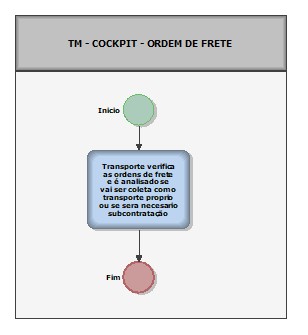 TM - COCKPIT - ORDEM DE FRETE
Início
Transporte verifica
as ordens de frete
e é analisado se
vai ser coleta como
transporte proprio
ou se sera necesario
subcontratação
Fim